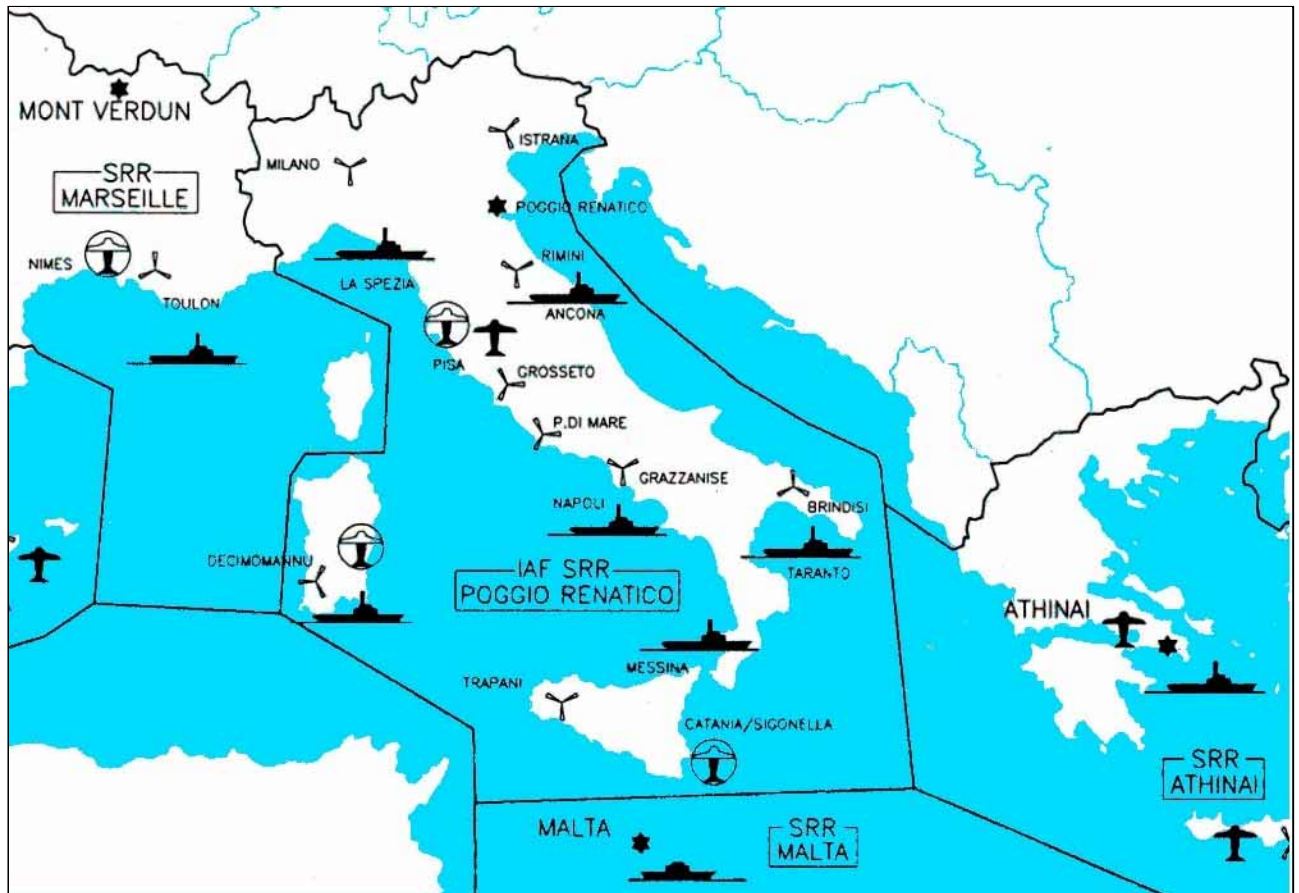 MONT VERDUN
SRR
MARSEILLE
MILANO
ISTRANA
POGGIO RENATICO
NIMES
TOULON
LA SPEZIA
RIMINI
ANCONA
PISA
GROSSETO
P.DI MARE
GRAZZANISE
NAPOLI
BRINDISI
TARANTO
DECIMOMANNU
IAF SRR
POGGIO RENATICO
MESSINA
TRAPANI
CATANIA/SIGONELLA
ATHINAI
SRR
ATHINAI
MALTA
SRR
MALTA